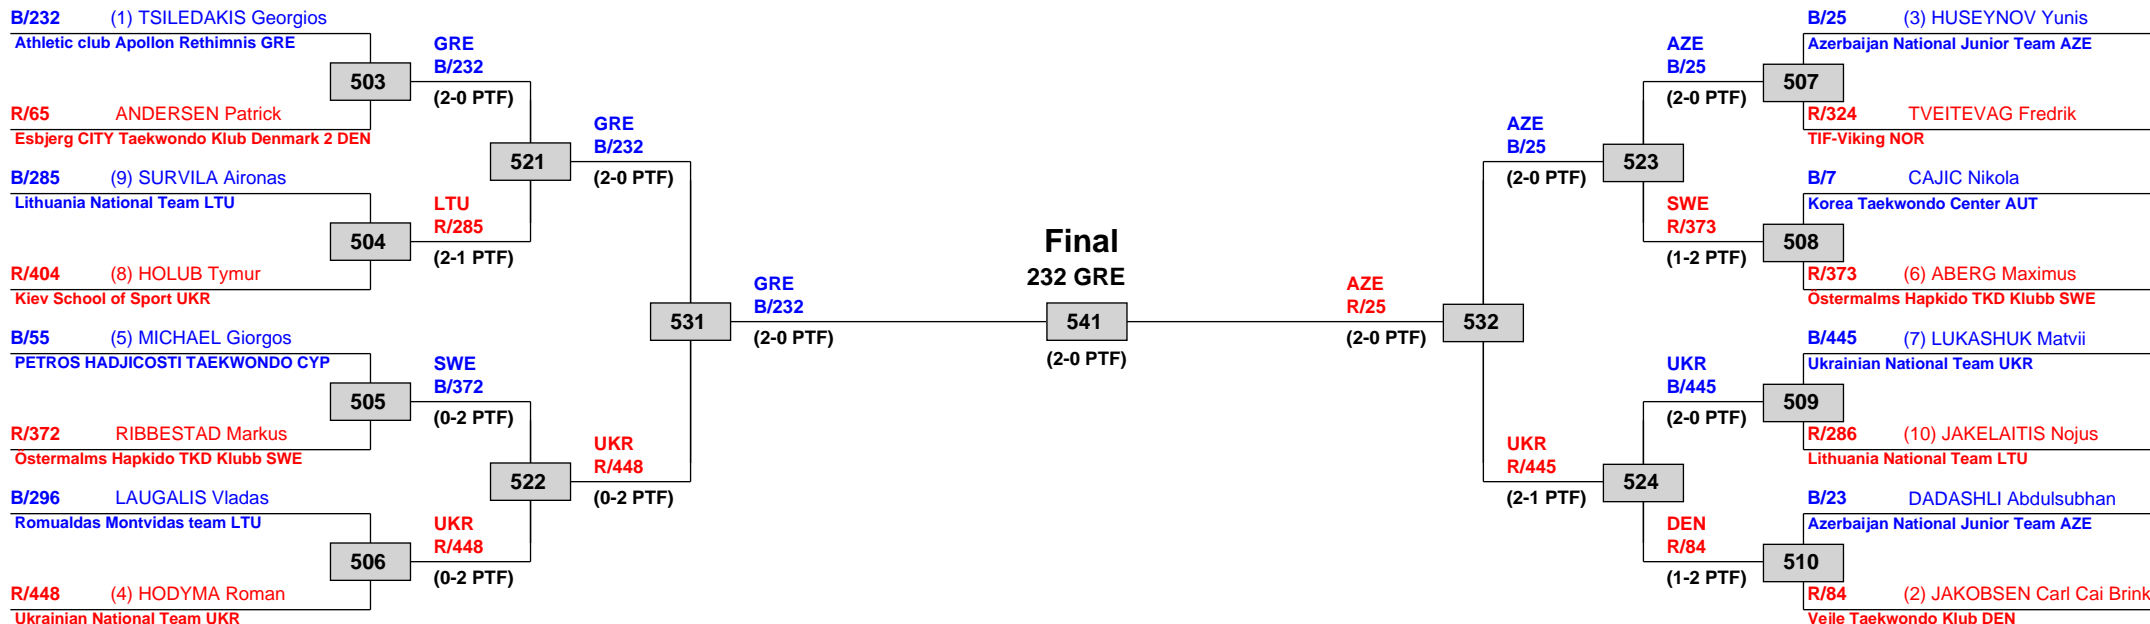 B/232 (1) TSILEDAKIS Georgios
Athletic club Apollon Rethimnis GRE
503
R/65 ANDERSEN Patrick
Esbjerg CITY Taekwondo Klub Denmark 2 DEN
B/285 (9) SURVILA Aironas
Lithuania National Team LTU
504
R/404 (8) HOLUB Tymur
Kiev School of Sport UKR
B/55 (5) MICHAEL Giorgos
PETROS HADJICOSTI TAEKWONDO CYP
505
R/372 RIBBESTAD Markus
Östermalms Hapkido TKD Klubb SWE
B/296 LAUGALIS Vladas
Romualdas Montvidas team LTU
506
R/448 (4) HODYMA Roman
Ukrainian National Team UKR
GRE
B/232
(2-0 PTF)
521
LTU
R/285
(2-1 PTF)
SWE
B/372
(0-2 PTF)
522
UKR
R/448
(0-2 PTF)
GRE
B/232
(2-0 PTF)
531
UKR
R/448
(0-2 PTF)
GRE
B/232
(2-0 PTF)
Final
232 GRE
541
(2-0 PTF)
AZE
R/25
(2-0 PTF)
532
AZE
B/25
(2-0 PTF)
523
UKR
R/445
(2-1 PTF)
524
AZE
B/25
(2-0 PTF)
SWE
R/373
(1-2 PTF)
UKR
B/445
(2-0 PTF)
DEN
R/84
(1-2 PTF)
B/25 (3) HUSEYNOV Yunis
Azerbaijan National Junior Team AZE
507
R/324 TVEITEVAG Fredrik
TIF-Viking NOR
B/7 CAJIC Nikola
Korea Taekwondo Center AUT
508
R/373 (6) ABERG Maximus
Östermalms Hapkido TKD Klubb SWE
B/445 (7) LUKASHUK Matvii
Ukrainian National Team UKR
509
R/286 (10) JAKELAITIS Nojus
Lithuania National Team LTU
B/23 DADASHLI Abdulsubhan
Azerbaijan National Junior Team AZE
510
R/84 (2) JAKOBSEN Carl Cai Brink
Vejle Taekwondo Klub DEN